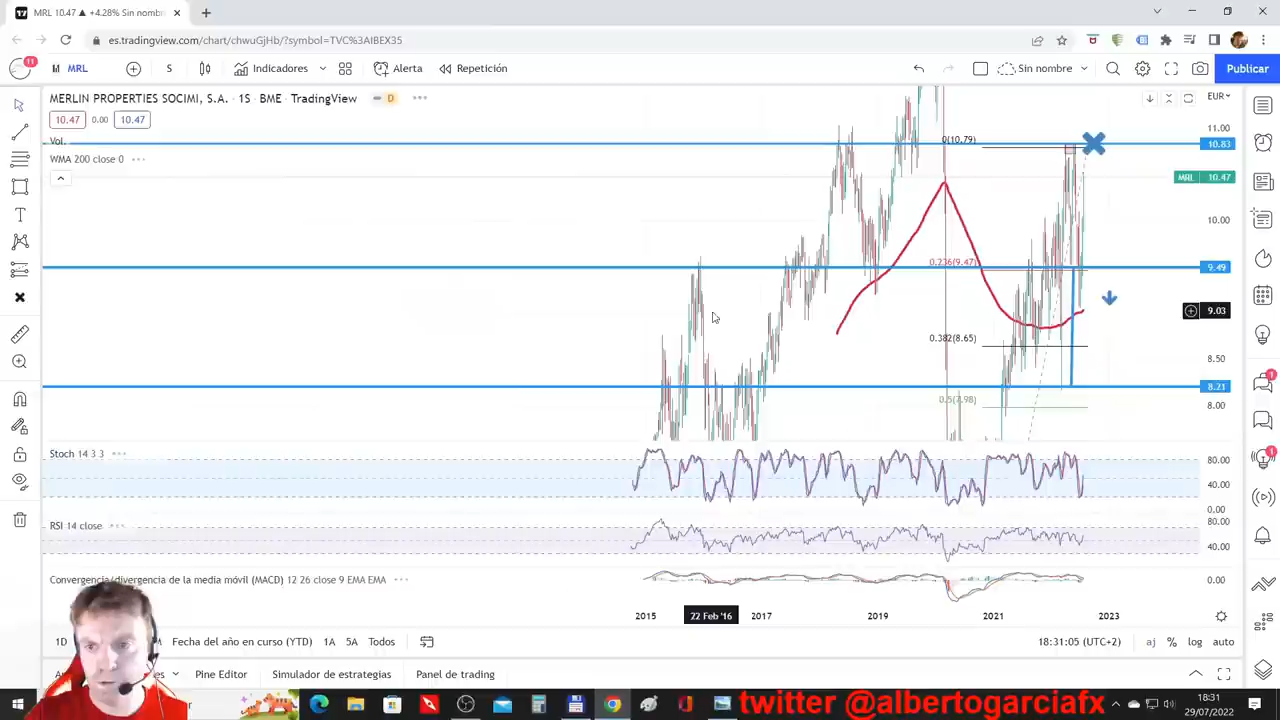 MRL 10.47 ▲ +4.28% Sin nomb
es.tradingview.com/chart/chwuGjHb/?symbol=TVC%3AIBEX35
11
MRL
S
Indicadores
Alerta
Repetición
Sin nombre
Publicar
MERLIN PROPERTIES SOCIMI, S.A. · 1S · BME · TradingView
D
EUR
10.47 0.00 10.47
11.00
Vol.
0(10.79)
10.83
WMA 200 close 0
MRL 10.47
10.00
0.236(9.47)
9.49
9.03
0.382(8.65)
8.50
8.21
0.5(7.98)
8.00
1
1
Stoch 14 3 3
80.00
40.00
0.00
RSI 14 close
80.00
40.00
Convergencia/divergencia de la media móvil (MACD) 12 26 close 9 EMA EMA
0.00
2015 22 Feb '16 2017 2019 2021 2023
1D
Fecha del año en curso (YTD) 1A 5A Todos
18:31:05 (UTC+2)
aj % log auto
Pine Editor Simulador de estrategias Panel de trading
twitter @albertogarciafx
18:31
29/07/2022